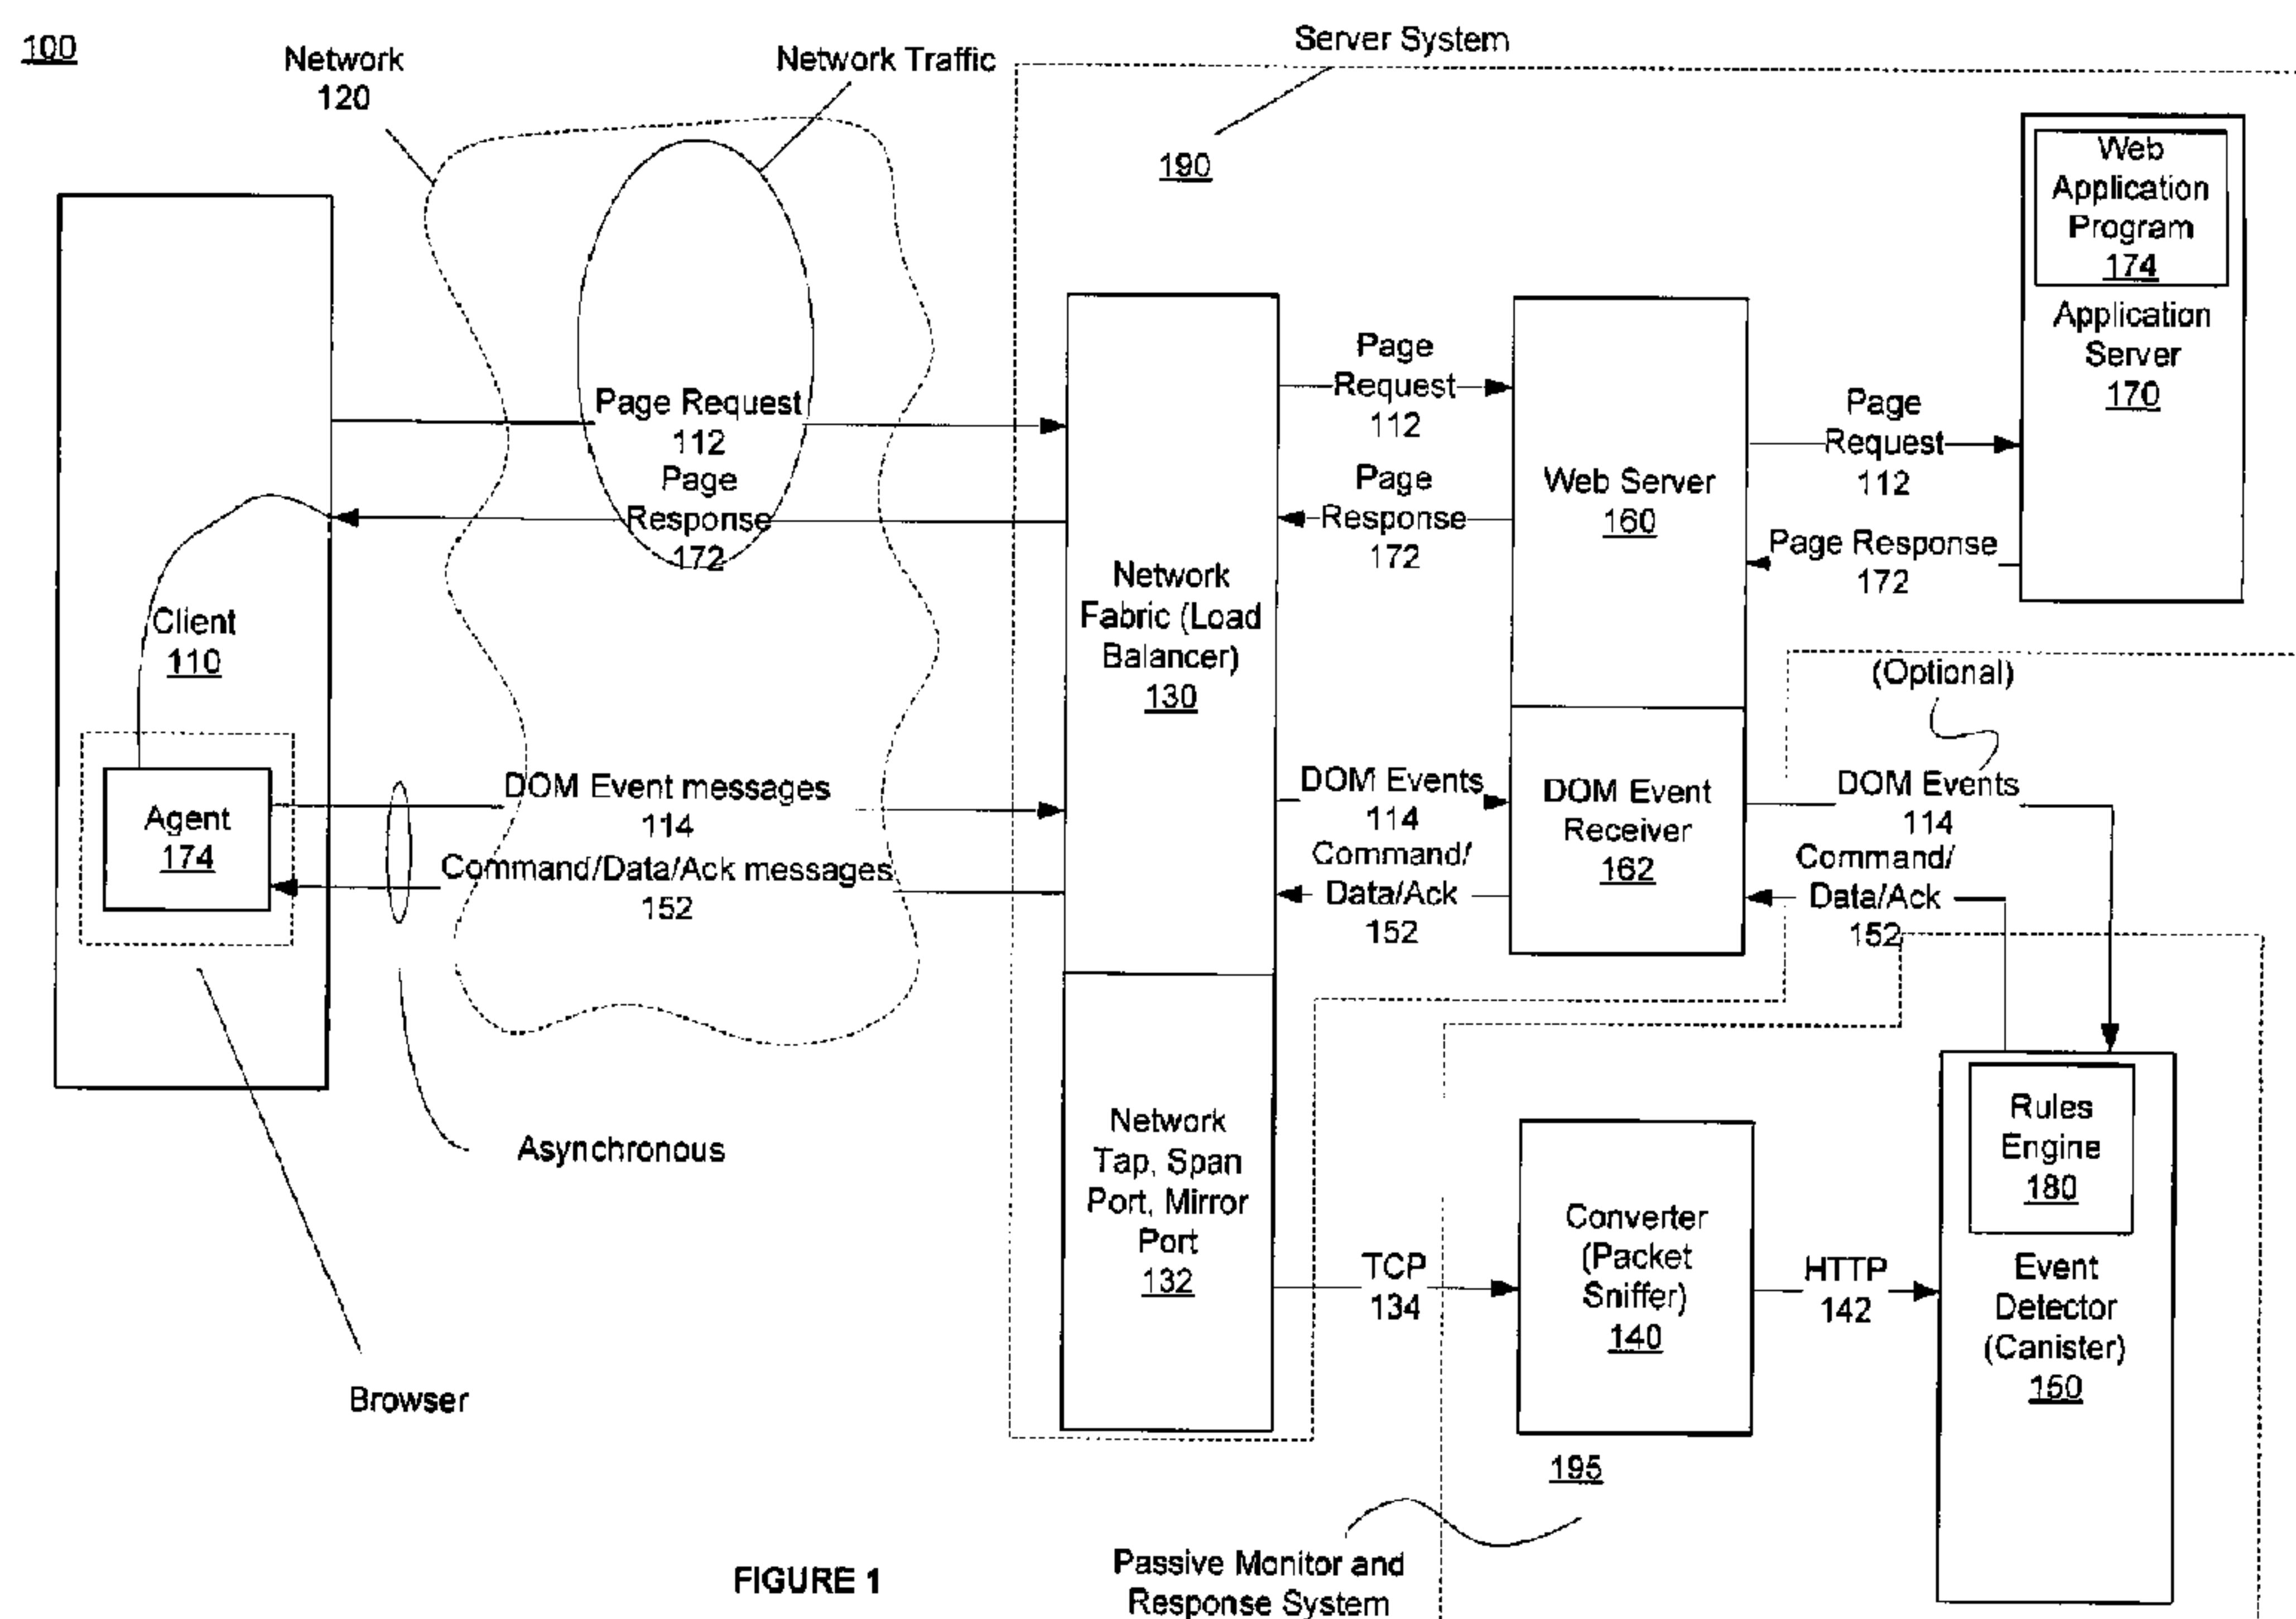 100
Network
120
Network Traffic
Server System
190
Web
Application
Program
174
Application
Server
170
Page Request
112
Page
Response
172
Page
Request
112
Page
Response
172
Web Server
160
Page
Request
112
Page Response
172
Client
110
Network
Fabric (Load
Balancer)
130
(Optional)
Agent
174
DOM Event messages
114
Command/Data/Ack messages
152
DOM Events
114
Command/
Data/Ack
152
DOM Event
Receiver
162
DOM Events
114
Command/
Data/Ack
152
Asynchronous
Browser
Network
Tap, Span
Port, Mirror
Port
132
TCP
134
Converter
(Packet
Sniffer)
140
HTTP
142
Rules
Engine
180
Event
Detector
(Canister)
150
195
Passive Monitor and
Response System
FIGURE 1